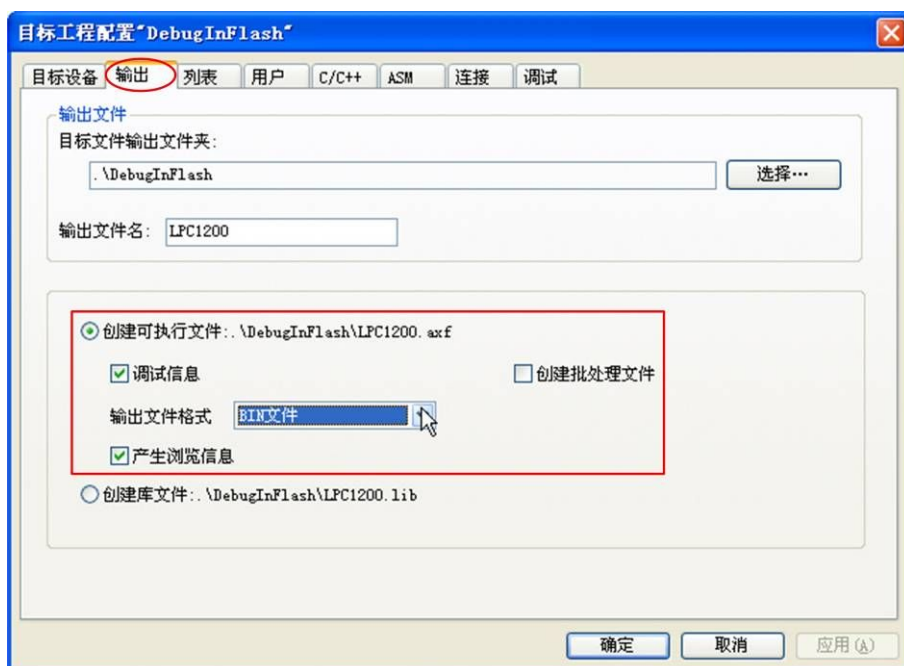 目标工程配置"DebugInFlash"
目标设备 输出 列表 用户 C/C++ ASM 连接 调试
输出文件
目标文件输出文件夹:
.\DebugInFlash 选择…
输出文件名: LPC1200
创建可执行文件:.\DebugInFlash\LPC1200.axf
调试信息 创建批处理文件
输出文件格式 BIN文件
产生浏览信息
创建库文件:.\DebugInFlash\LPC1200.lib
确定 取消 应用(A)